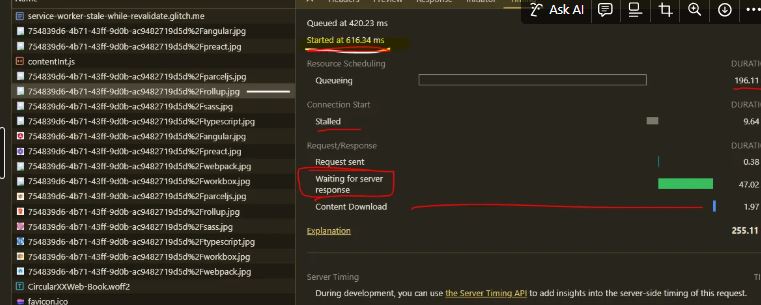 Name
Headers Preview Response Initiator
Ask AI
service-worker-stale-while-revalidate.glitch.me
754839d6-4b71-43ff-9d0b-ac9482719d5d%2Fangular.jpg
754839d6-4b71-43ff-9d0b-ac9482719d5d%2Fpreact.jpg
contentInt.js
754839d6-4b71-43ff-9d0b-ac9482719d5d%2Fparceljs.jpg
754839d6-4b71-43ff-9d0b-ac9482719d5d%2Frollup.jpg
754839d6-4b71-43ff-9d0b-ac9482719d5d%2Fsass.jpg
754839d6-4b71-43ff-9d0b-ac9482719d5d%2Ftypescript.jpg
754839d6-4b71-43ff-9d0b-ac9482719d5d%2Fangular.jpg
754839d6-4b71-43ff-9d0b-ac9482719d5d%2Fpreact.jpg
754839d6-4b71-43ff-9d0b-ac9482719d5d%2Fwebpack.jpg
754839d6-4b71-43ff-9d0b-ac9482719d5d%2Fworkbox.jpg
754839d6-4b71-43ff-9d0b-ac9482719d5d%2Fparceljs.jpg
754839d6-4b71-43ff-9d0b-ac9482719d5d%2Frollup.jpg
754839d6-4b71-43ff-9d0b-ac9482719d5d%2Fsass.jpg
754839d6-4b71-43ff-9d0b-ac9482719d5d%2Ftypescript.jpg
754839d6-4b71-43ff-9d0b-ac9482719d5d%2Fworkbox.jpg
754839d6-4b71-43ff-9d0b-ac9482719d5d%2Fwebpack.jpg
CircularXXWeb-Book.woff2
favicon.ico
Queued at 420.23 ms
Started at 616.34 ms
Resource Scheduling DURATI
Queueing 196.11
Connection Start DURATI
Stalled 9.64
Request/Response DURATI
Request sent 0.38
Waiting for server
response 47.02
Content Download 1.97
Explanation 255.11
Server Timing TI
During development, you can use the Server Timing API to add insights into the server-side timing of this request.